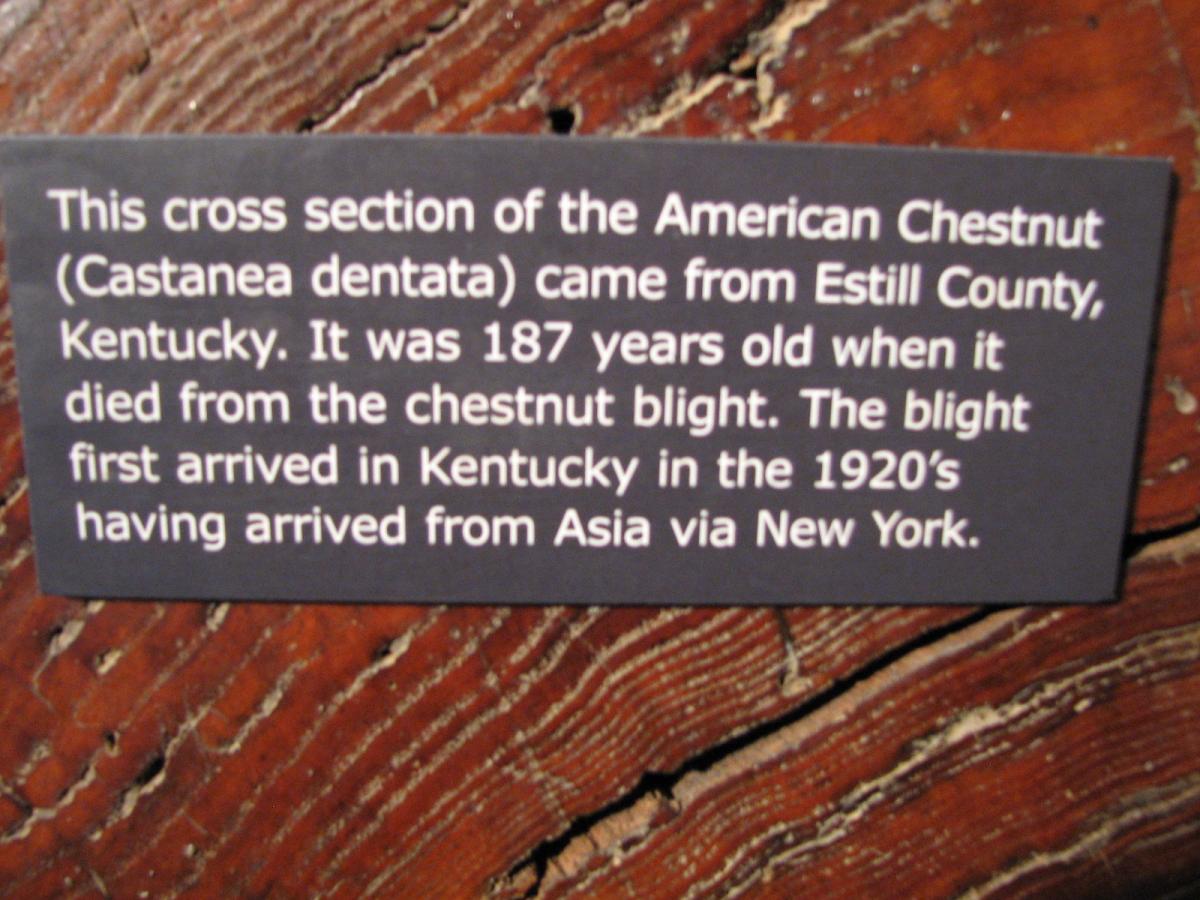 This cross section of the American Chestnut
(Castanea dentata) came from Estill County,
Kentucky. It was 187 years old when it
died from the chestnut blight. The blight
first arrived in Kentucky in the 1920’s
having arrived from Asia via New York.